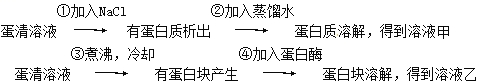 ①加入NaCl ②加入蒸馏水
蛋清溶液 → 有蛋白质析出 → 蛋白质溶解，得到溶液甲
③煮沸，冷却 ④加入蛋白酶
蛋清溶液 → 有蛋白块产生 → 蛋白块溶解，得到溶液乙